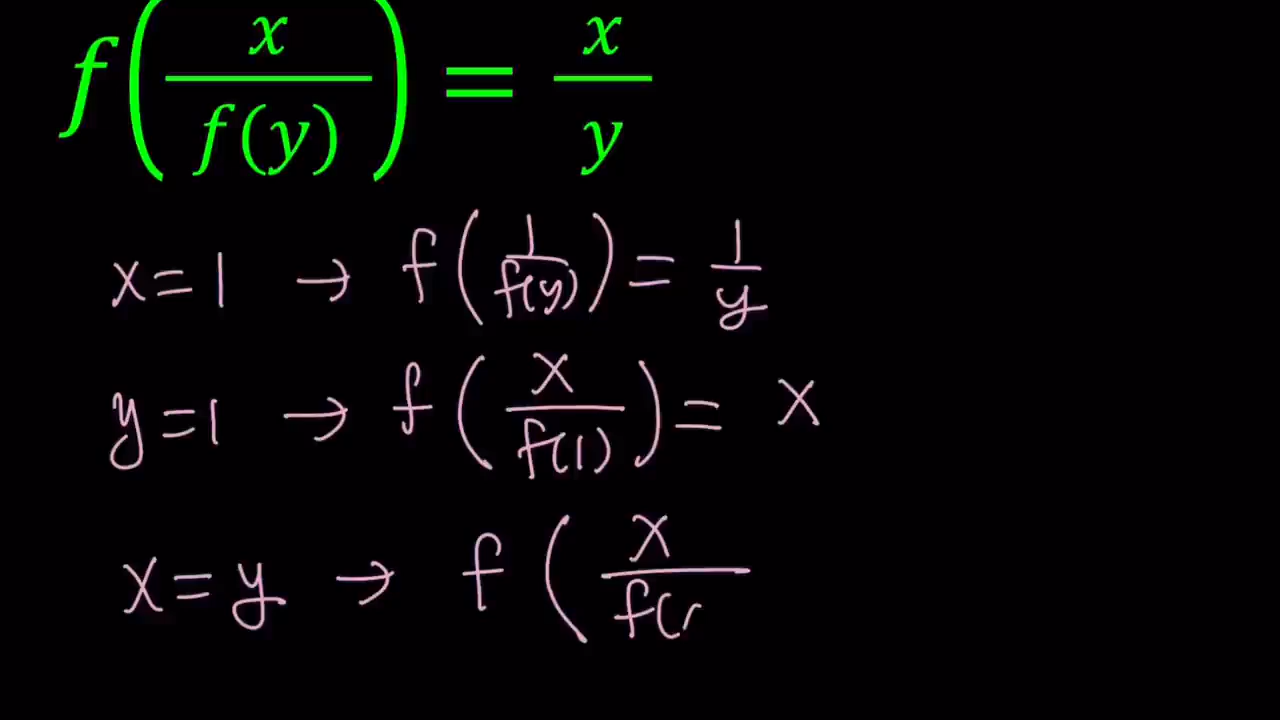 f(x/f(y)) = x/y
x=1 → f(1/f(y)) = 1/y
y=1 → f(x/f(1)) = x
x=y → f(x/f(